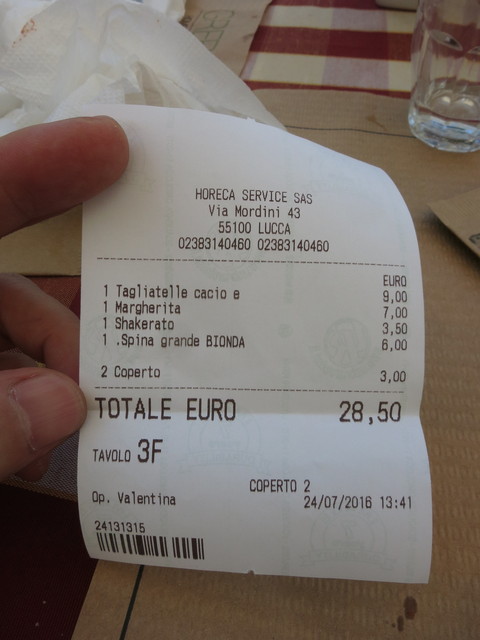 HORECA SERVICE SAS
Via Mordini 43
55100 LUCCA
02383140460 02383140460
EURO
1 Tagliatelle cacio e 9,00
1 Margherita 7,00
1 Shakerato 3,50
1 .Spina grande BIONDA 6,00
2 Coperto 3,00
TOTALE EURO 28,50
TAVOLO 3F
COPERTO 2
Op. Valentina 24/07/2016 13:41
24131315